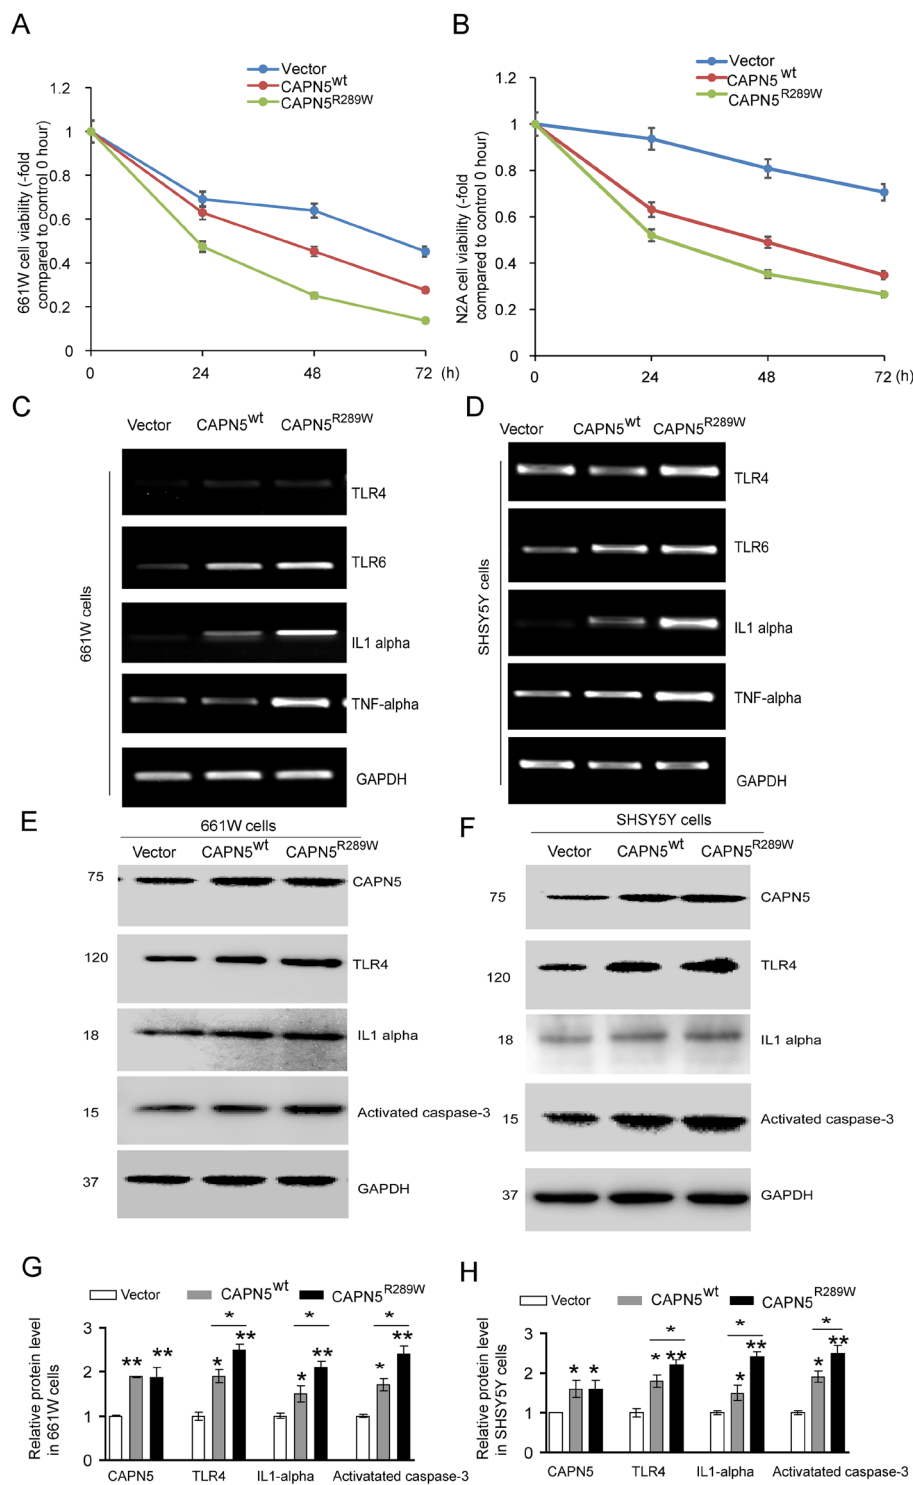 A
Vector
CAPN5wt
CAPN5R289W
661W cell viability (-fold
compared to control 0 hour)
1.2
1
0.8
0.6
0.4
0.2
0
0
24
48
72 (h)
B
Vector
CAPN5wt
CAPN5R289W
N2A cell viability (-fold
compared to control 0 hour)
1.2
1
0.8
0.6
0.4
0.2
0
0
24
48
72 (h)
C
Vector CAPN5wt CAPN5R289W
661W cells
TLR4
TLR6
IL1 alpha
TNF-alpha
GAPDH
D
Vector CAPN5wt CAPN5R289W
SHSY5Y cells
TLR4
TLR6
IL1 alpha
TNF-alpha
GAPDH
E
661W cells
Vector CAPN5wt CAPN5R289W
75 CAPN5
120 TLR4
18 IL1 alpha
15 Activated caspase-3
37 GAPDH
F
SHSY5Y cells
Vector CAPN5wt CAPN5R289W
75 CAPN5
120 TLR4
18 IL1 alpha
15 Activated caspase-3
37 GAPDH
G
Vector CAPN5wt CAPN5R289W
Relative protein level
in 661W cells
3
2
1
0
** **
* ** *
* ** *
* ** *
CAPN5 TLR4 IL1-alpha Activatated caspase-3
H
Vector CAPN5wt CAPN5R289W
Relative protein level
in SHSY5Y cells
3
2
1
0
* *
* ** *
* ** *
* ** *
CAPN5 TLR4 IL1-alpha Activatated caspase-3